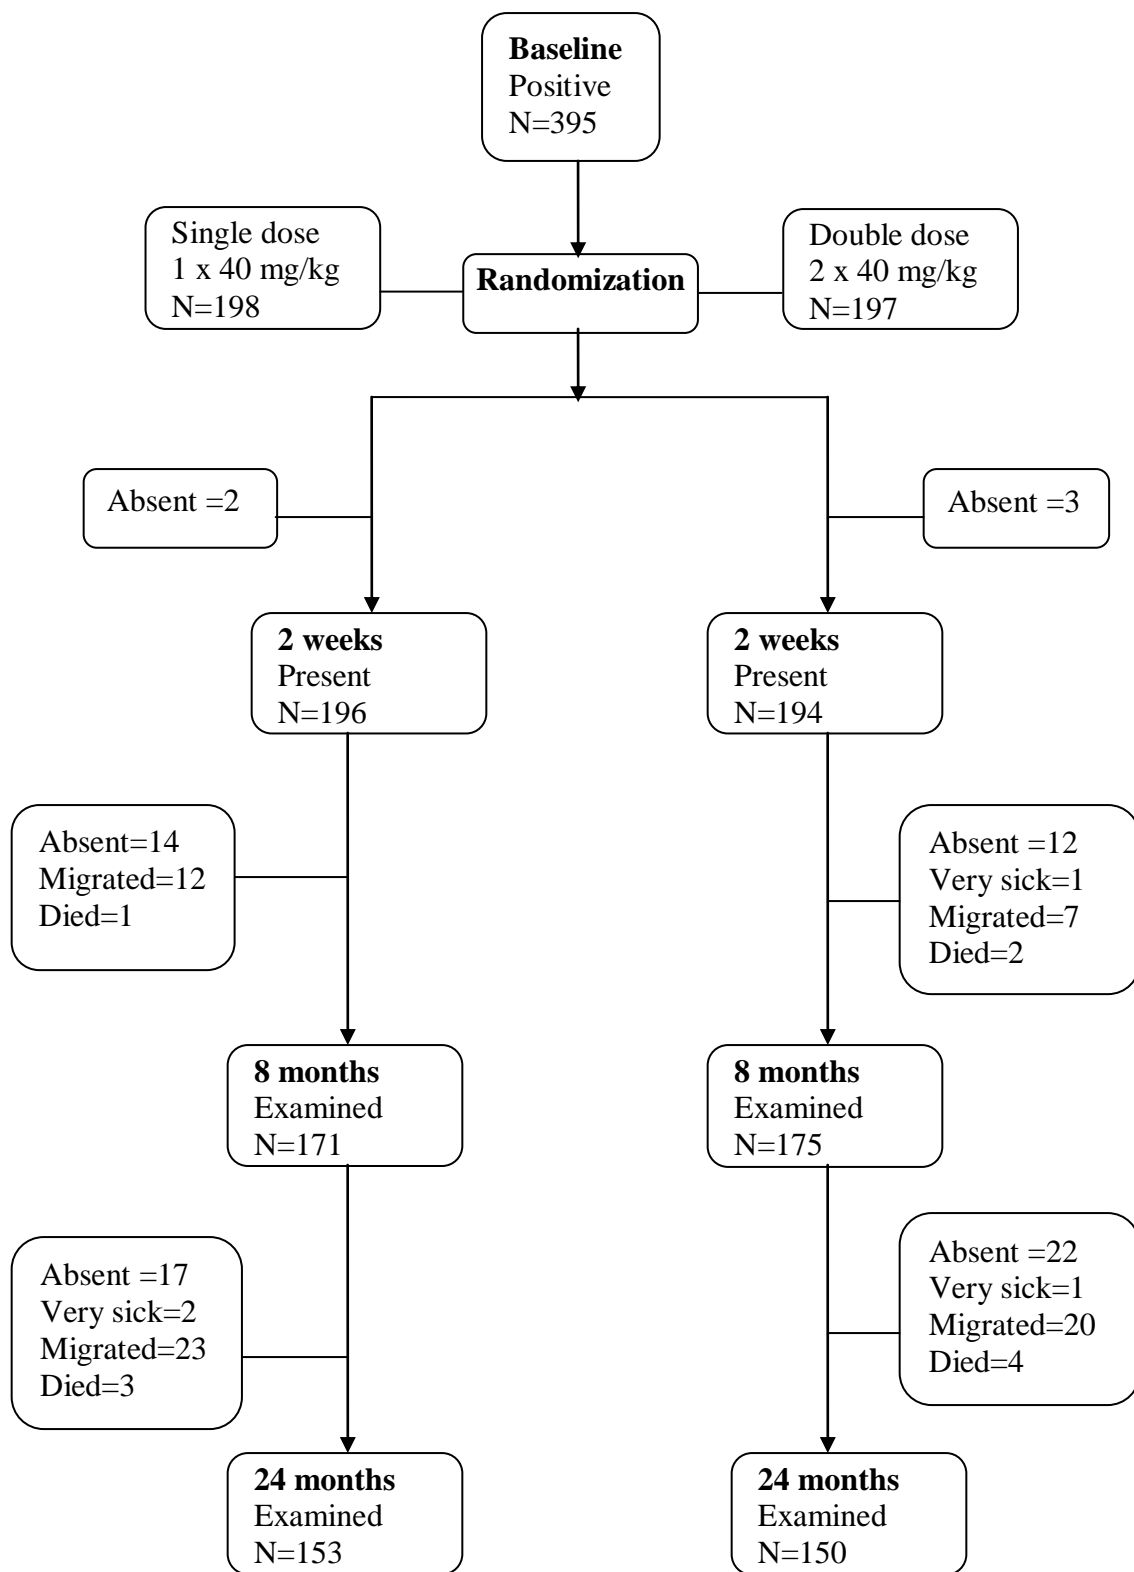 Baseline
Positive
N=395
Single dose
1 x 40 mg/kg
N=198
Randomization
Double dose
2 x 40 mg/kg
N=197
Absent =2
Absent =3
2 weeks
Present
N=196
2 weeks
Present
N=194
Absent=14
Migrated=12
Died=1
Absent =12
Very sick=1
Migrated=7
Died=2
8 months
Examined
N=171
8 months
Examined
N=175
Absent =17
Very sick=2
Migrated=23
Died=3
Absent =22
Very sick=1
Migrated=20
Died=4
24 months
Examined
N=153
24 months
Examined
N=150